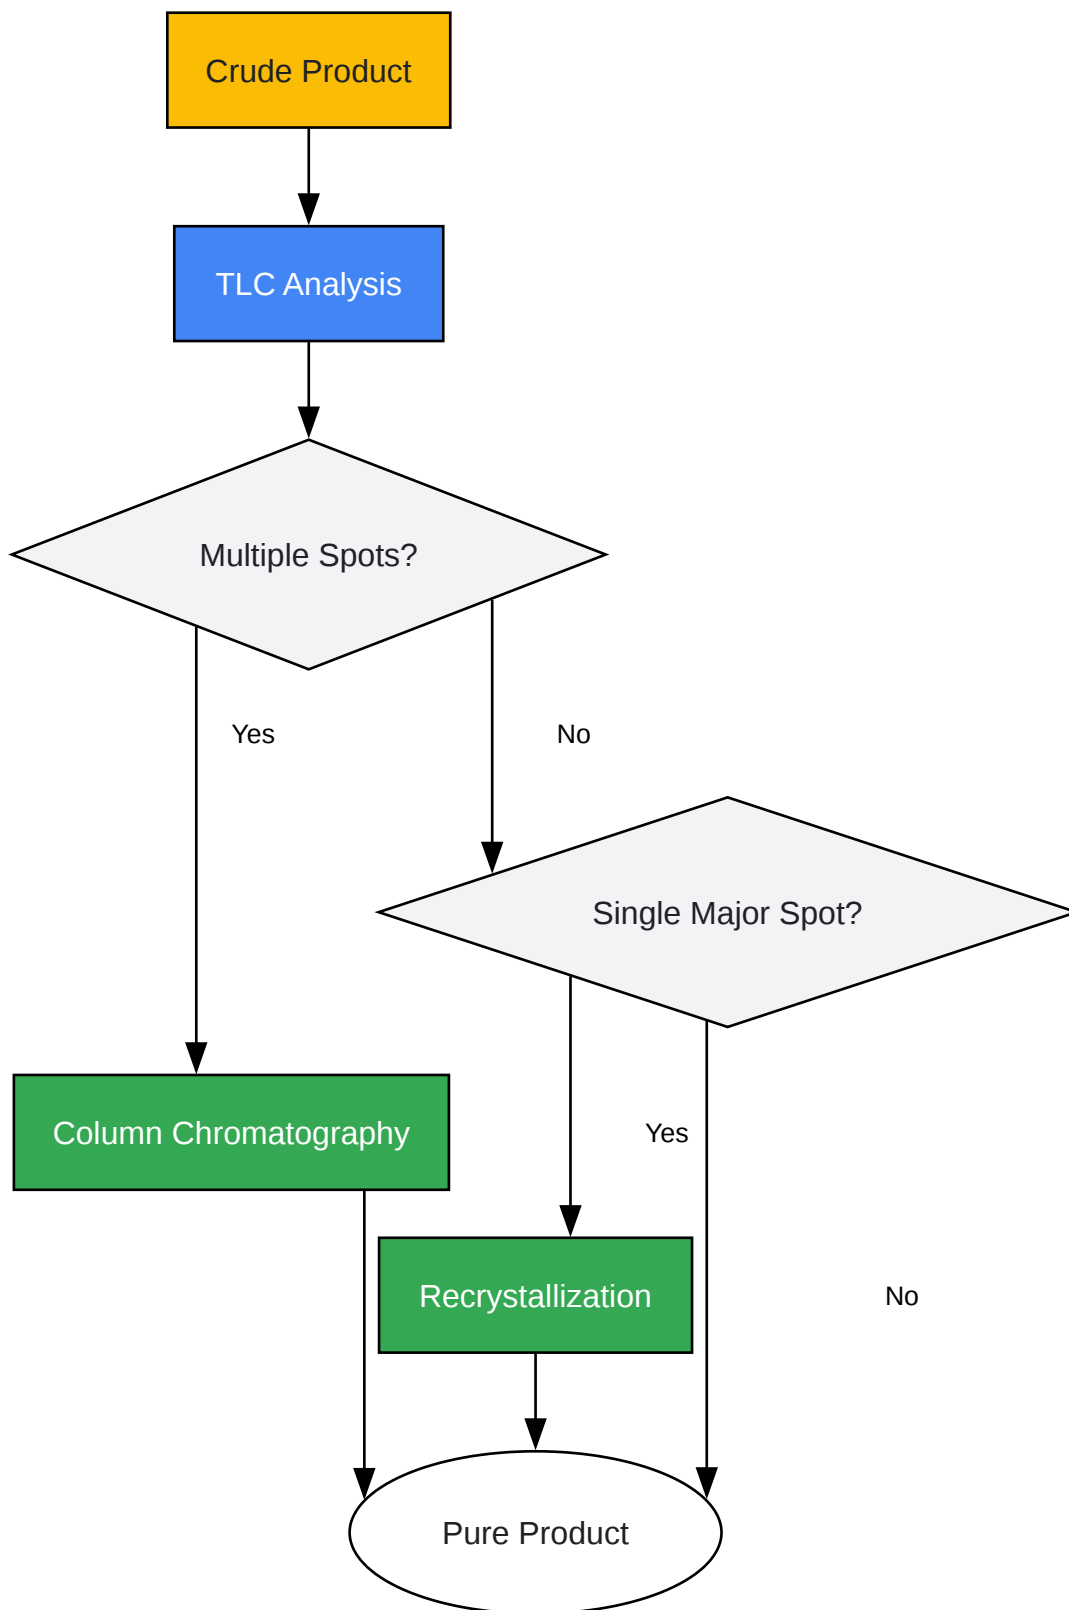 Crude Product
TLC Analysis
Multiple Spots?
Yes
No
Single Major Spot?
Column Chromatography
Yes
Recrystallization
No
Pure Product